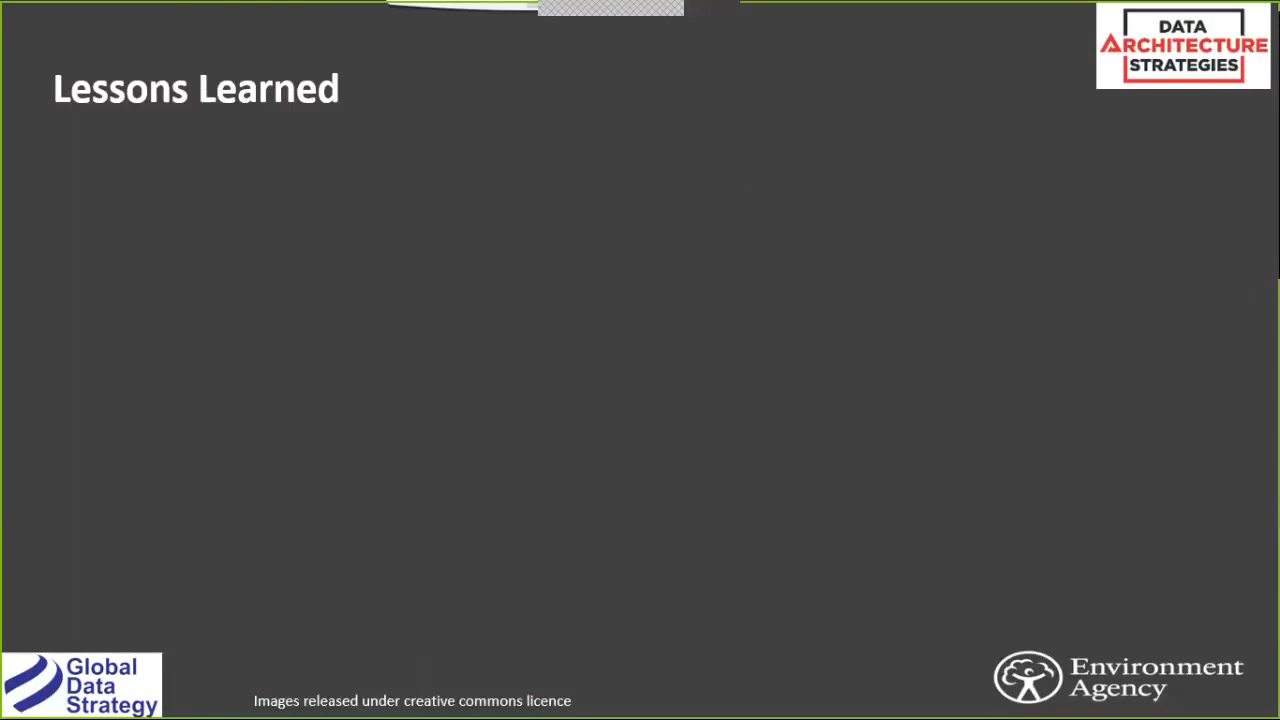 DATA
ARCHITECTURE
STRATEGIES
Lessons Learned
Global
Data
Strategy
Images released under creative commons licence
Environment
Agency